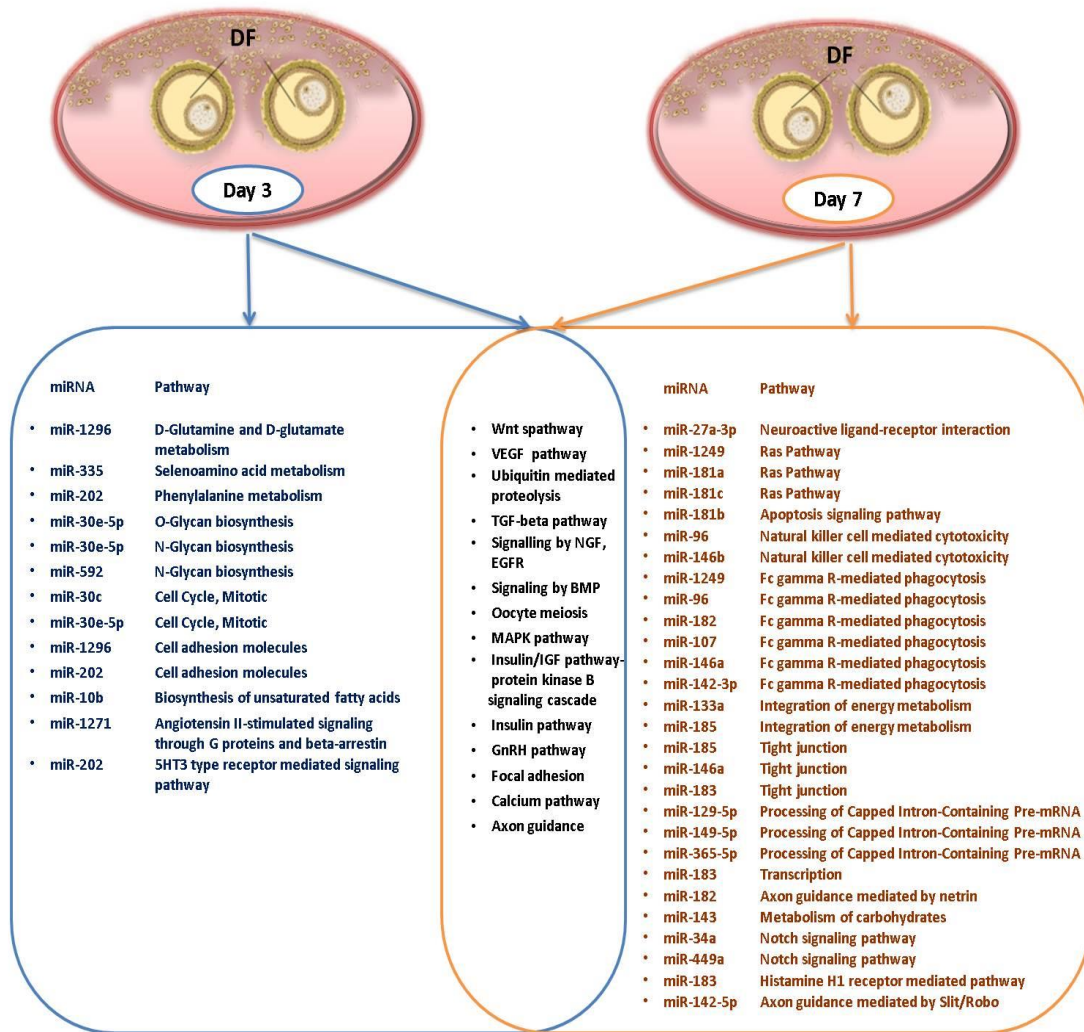 DF
DF
Day 3
Day 7
miRNA Pathway
• miR-1296 D-Glutamine and D-glutamate
metabolism
• miR-335 Selenoamino acid metabolism
• miR-202 Phenylalanine metabolism
• miR-30e-5p O-Glycan biosynthesis
• miR-30e-5p N-Glycan biosynthesis
• miR-592 N-Glycan biosynthesis
• miR-30c Cell Cycle, Mitotic
• miR-30e-5p Cell Cycle, Mitotic
• miR-1296 Cell adhesion molecules
• miR-202 Cell adhesion molecules
• miR-10b Biosynthesis of unsaturated fatty acids
• miR-1271 Angiotensin II-stimulated signaling
through G proteins and beta-arrestin
• miR-202 5HT3 type receptor mediated signaling
pathway
• Wnt spathway
• VEGF pathway
• Ubiquitin mediated
proteolysis
• TGF-beta pathway
• Signalling by NGF,
EGFR
• Signaling by BMP
• Oocyte meiosis
• MAPK pathway
• Insulin/IGF pathway-
protein kinase B
signaling cascade
• Insulin pathway
• GnRH pathway
• Focal adhesion
• Calcium pathway
• Axon guidance
miRNA Pathway
• miR-27a-3p Neuroactive ligand-receptor interaction
• miR-1249 Ras Pathway
• miR-181a Ras Pathway
• miR-181c Ras Pathway
• miR-181b Apoptosis signaling pathway
• miR-96 Natural killer cell mediated cytotoxicity
• miR-146b Natural killer cell mediated cytotoxicity
• miR-1249 Fc gamma R-mediated phagocytosis
• miR-96 Fc gamma R-mediated phagocytosis
• miR-182 Fc gamma R-mediated phagocytosis
• miR-107 Fc gamma R-mediated phagocytosis
• miR-146a Fc gamma R-mediated phagocytosis
• miR-142-3p Fc gamma R-mediated phagocytosis
• miR-133a Integration of energy metabolism
• miR-185 Integration of energy metabolism
• miR-185 Tight junction
• miR-146a Tight junction
• miR-183 Tight junction
• miR-129-5p Processing of Capped Intron-Containing Pre-mRNA
• miR-149-5p Processing of Capped Intron-Containing Pre-mRNA
• miR-365-5p Processing of Capped Intron-Containing Pre-mRNA
• miR-183 Transcription
• miR-182 Axon guidance mediated by netrin
• miR-143 Metabolism of carbohydrates
• miR-34a Notch signaling pathway
• miR-449a Notch signaling pathway
• miR-183 Histamine H1 receptor mediated pathway
• miR-142-5p Axon guidance mediated by Slit/Robo